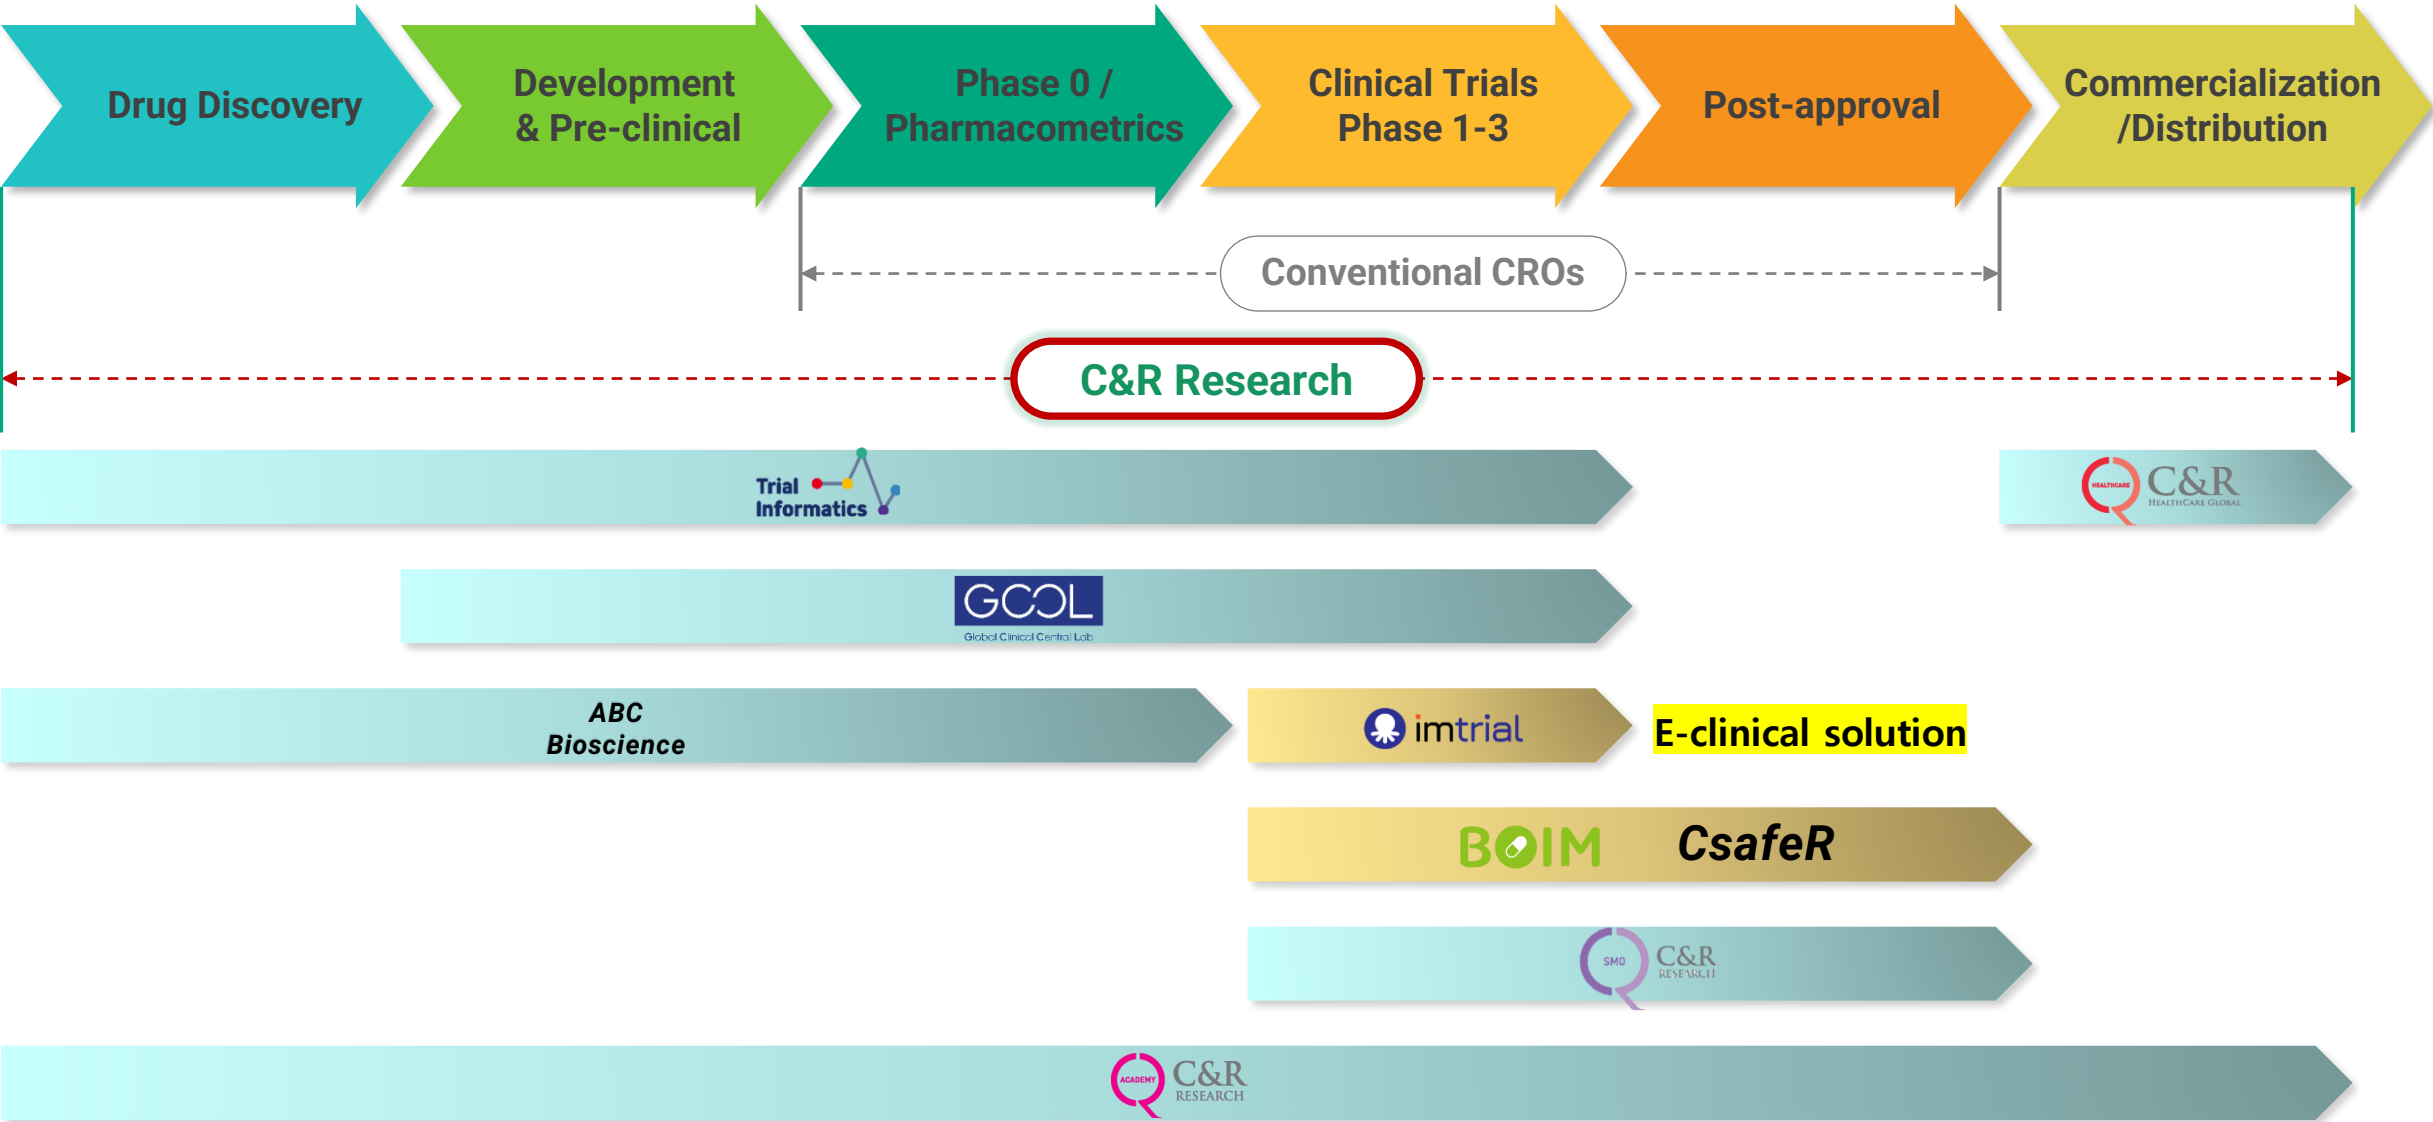 Drug Discovery
Development
& Pre-clinical
Phase 0 /
Pharmacometrics
Clinical Trials
Phase 1-3
Post-approval
Commercialization
/Distribution
Conventional CROs
C&R Research
Trial
Informatics
HEALTHCARE
C&R
HEALTHCARE GLOBAL
GCCL
Global Clinical Central Lab
ABC
Bioscience
imtrial
E-clinical solution
BOIM
CsafeR
SMO
C&R
RESEARCH
ACADEMY
C&R
RESEARCH